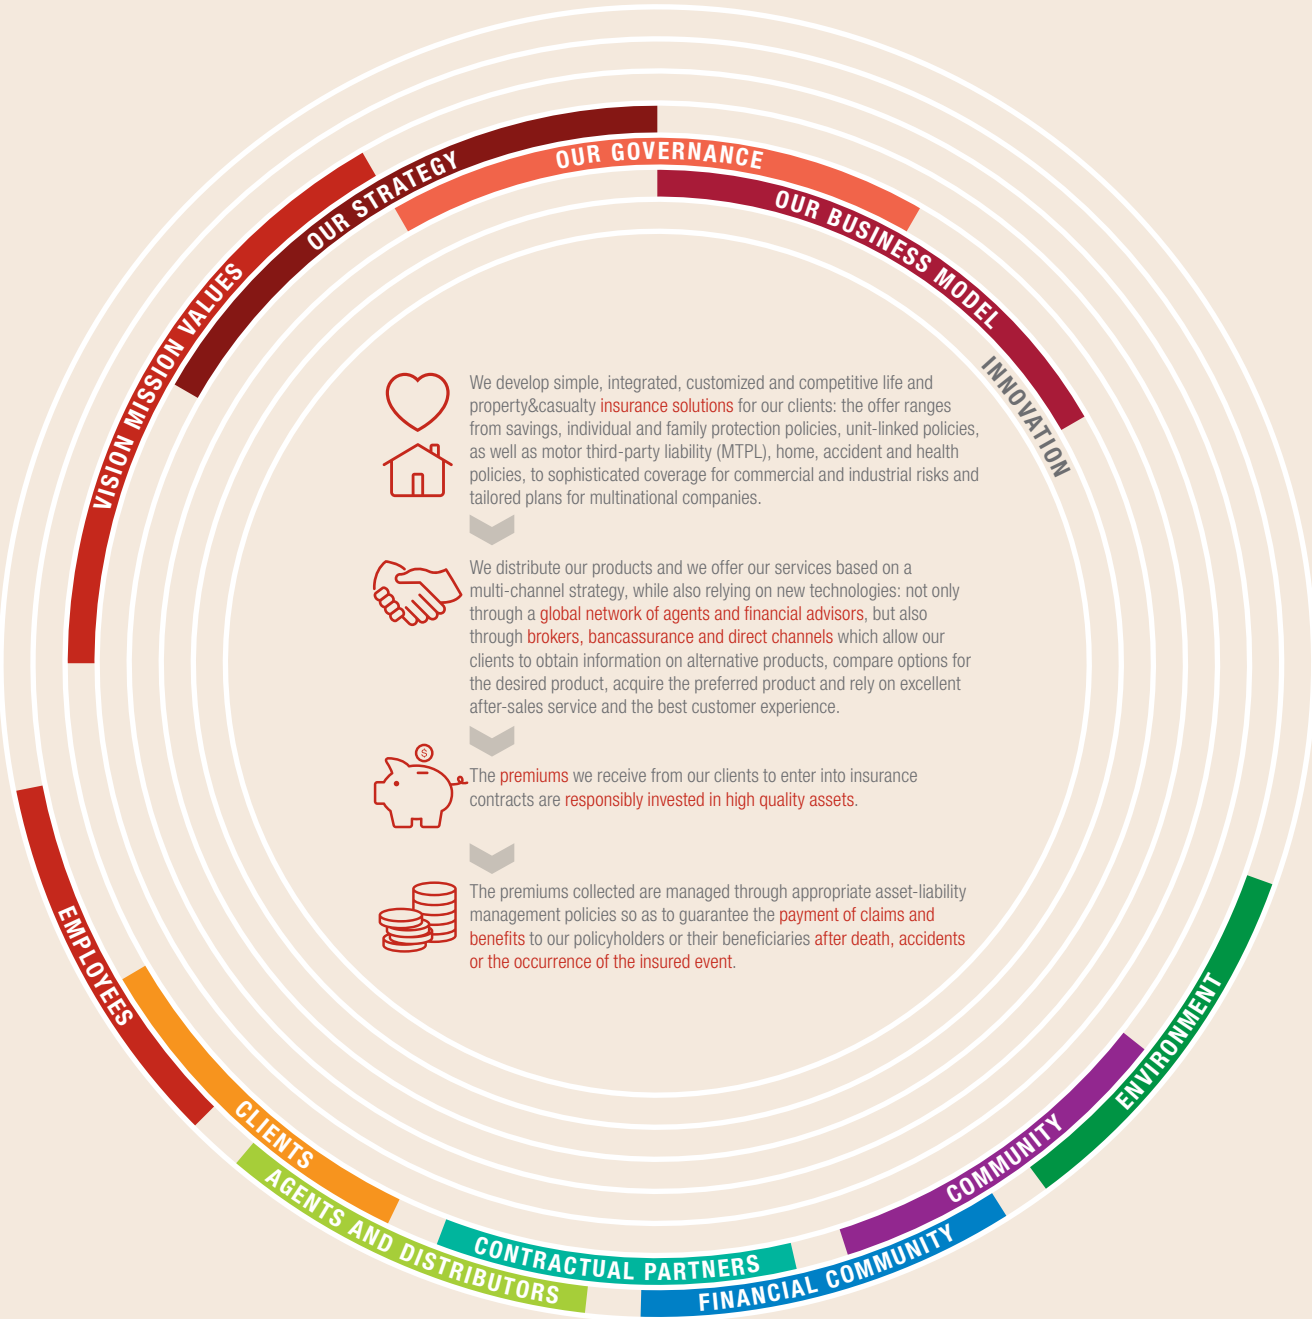 OUR GOVERNANCE
OUR STRATEGY
OUR BUSINESS MODEL
VISION MISSION VALUES
INNOVATION
We develop simple, integrated, customized and competitive life and
property&casualty insurance solutions for our clients: the offer ranges
from savings, individual and family protection policies, unit-linked policies,
as well as motor third-party liability (MTPL), home, accident and health
policies, to sophisticated coverage for commercial and industrial risks and
tailored plans for multinational companies.
We distribute our products and we offer our services based on a
multi-channel strategy, while also relying on new technologies: not only
through a global network of agents and financial advisors, but also
through brokers, bancassurance and direct channels which allow our
clients to obtain information on alternative products, compare options for
the desired product, acquire the preferred product and rely on excellent
after-sales service and the best customer experience.
$
The premiums we receive from our clients to enter into insurance
contracts are responsibly invested in high quality assets.
The premiums collected are managed through appropriate asset-liability
management policies so as to guarantee the payment of claims and
benefits to our policyholders or their beneficiaries after death, accidents
or the occurrence of the insured event.
EMPLOYEES
CLIENTS
AGENTS AND DISTRIBUTORS
CONTRACTUAL PARTNERS
FINANCIAL COMMUNITY
COMMUNITY
ENVIRONMENT